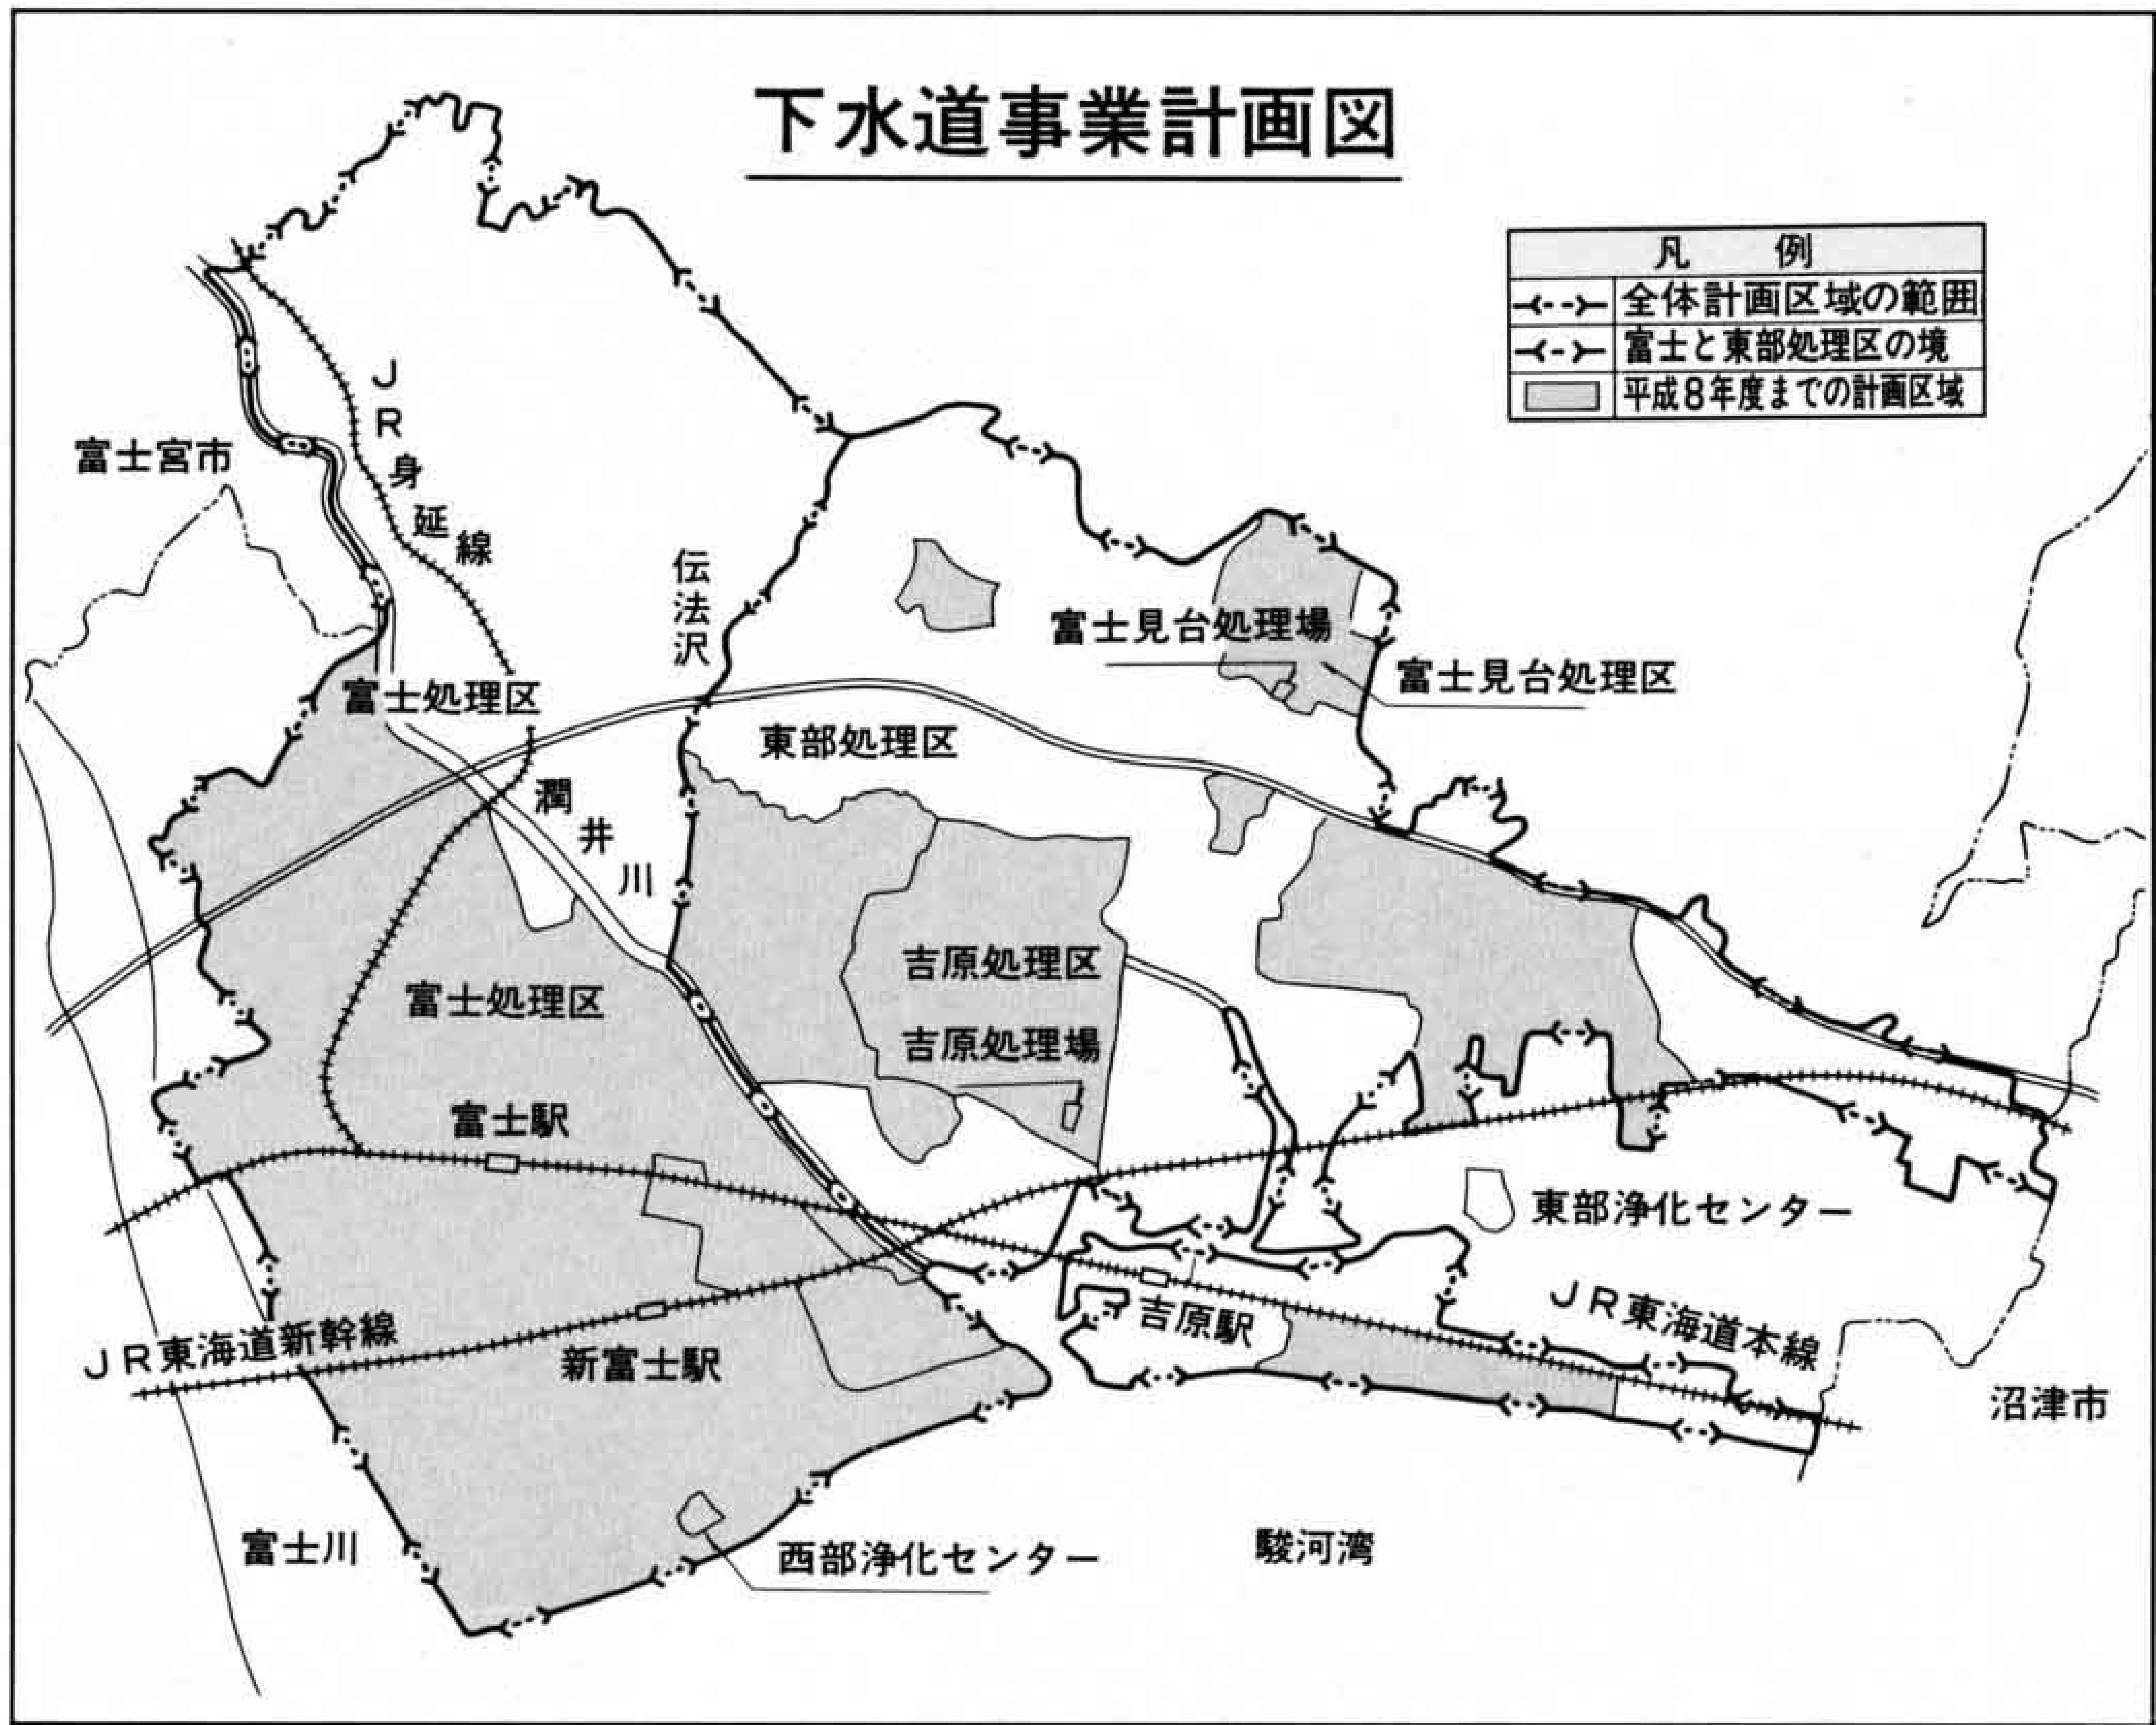 下水道事業計画図
凡例
全体計画区域の範囲
富士と東部処理区の境
平成8年度までの計画区域
JR身延線
富士宮市
伝法沢
富士見台処理場
富士見台処理区
富士処理区
東部処理区
潤井川
吉原処理区
富士処理区
吉原処理場
富士駅
東部浄化センター
JR東海道本線
吉原駅
JR東海道新幹線
新富士駅
沼津市
富士川
西部浄化センター
駿河湾